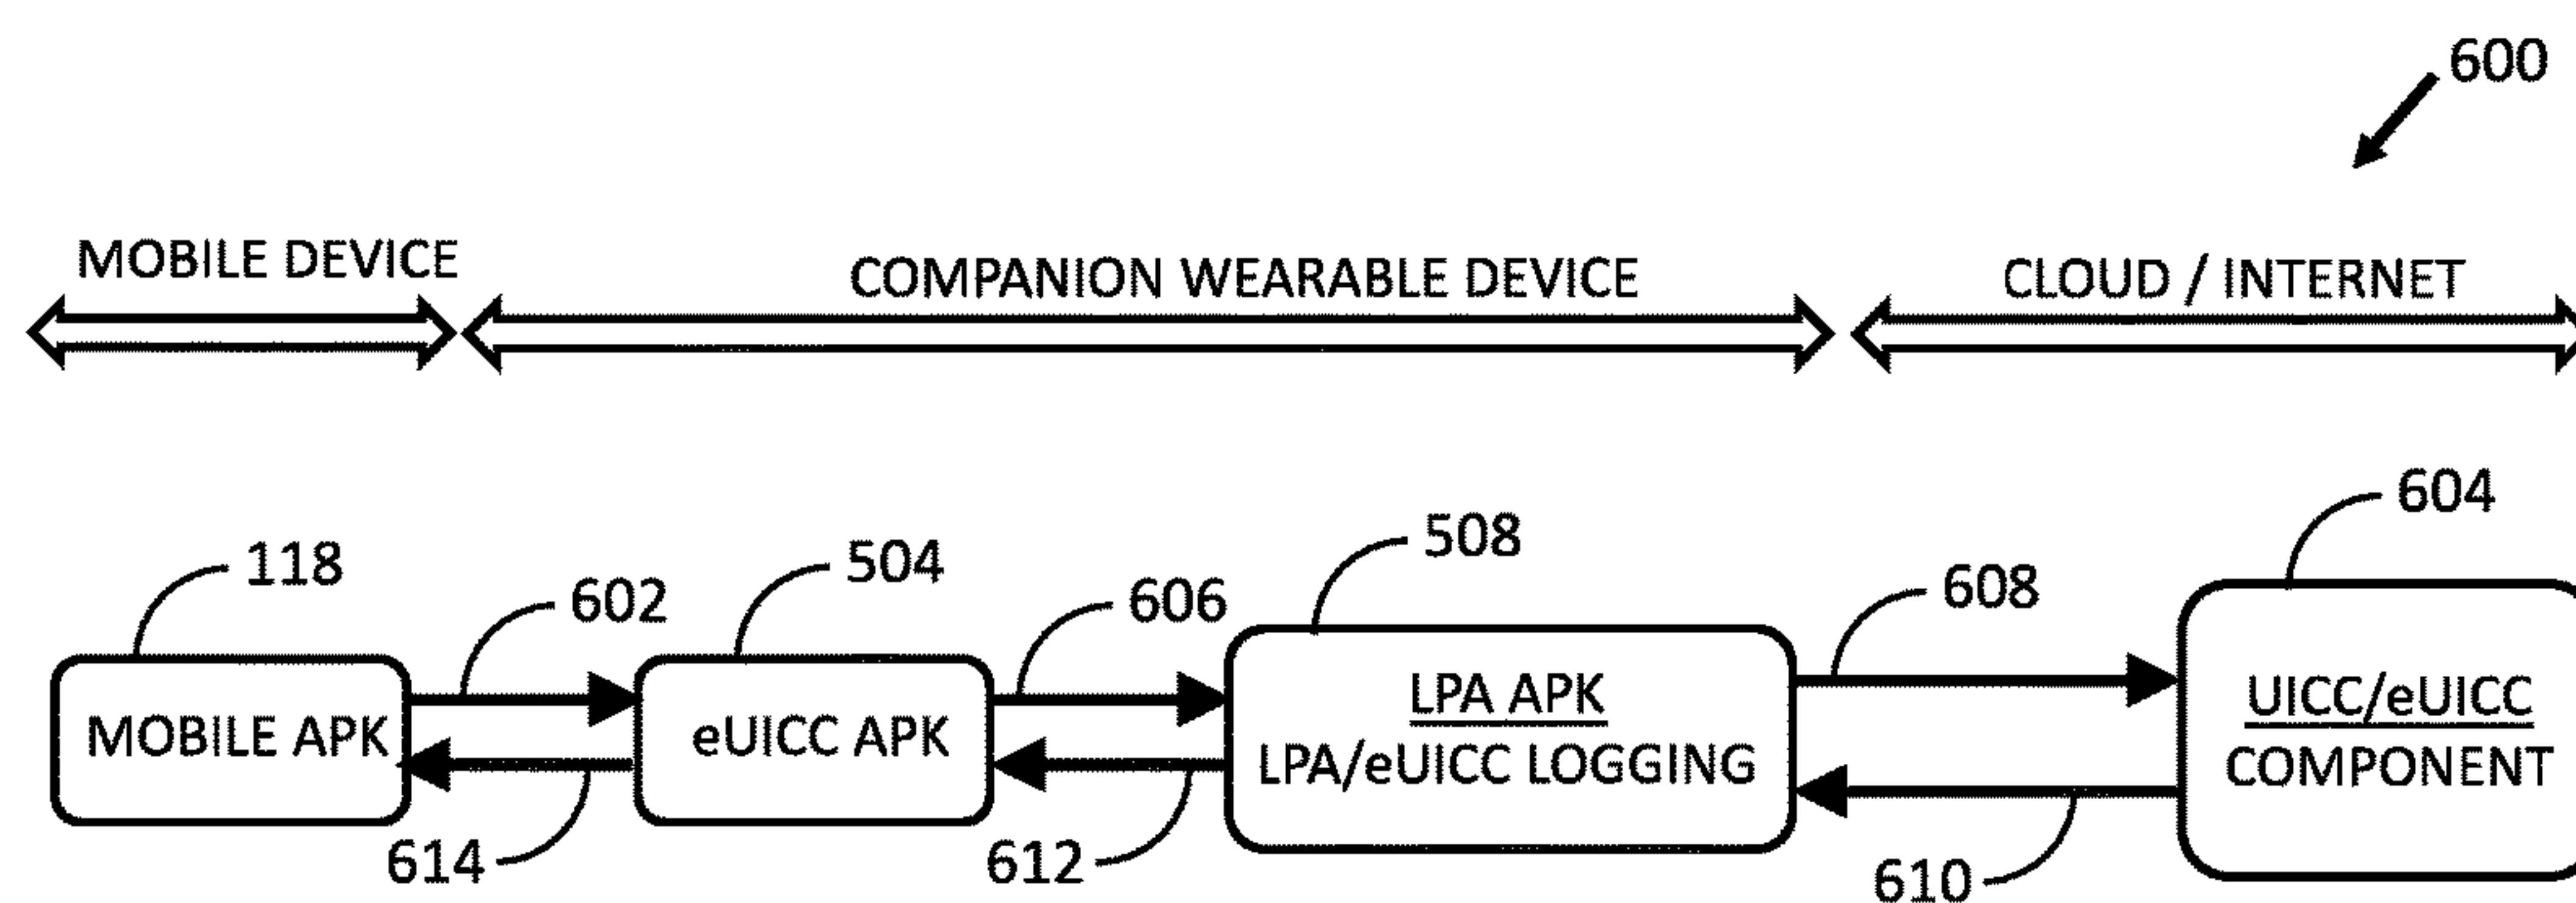 600
MOBILE DEVICE
COMPANION WEARABLE DEVICE
CLOUD / INTERNET
118
602
504
606
508
608
604
MOBILE APK
eUICC APK
LPA APK
LPA/eUICC LOGGING
UICC/eUICC
COMPONENT
614
612
610